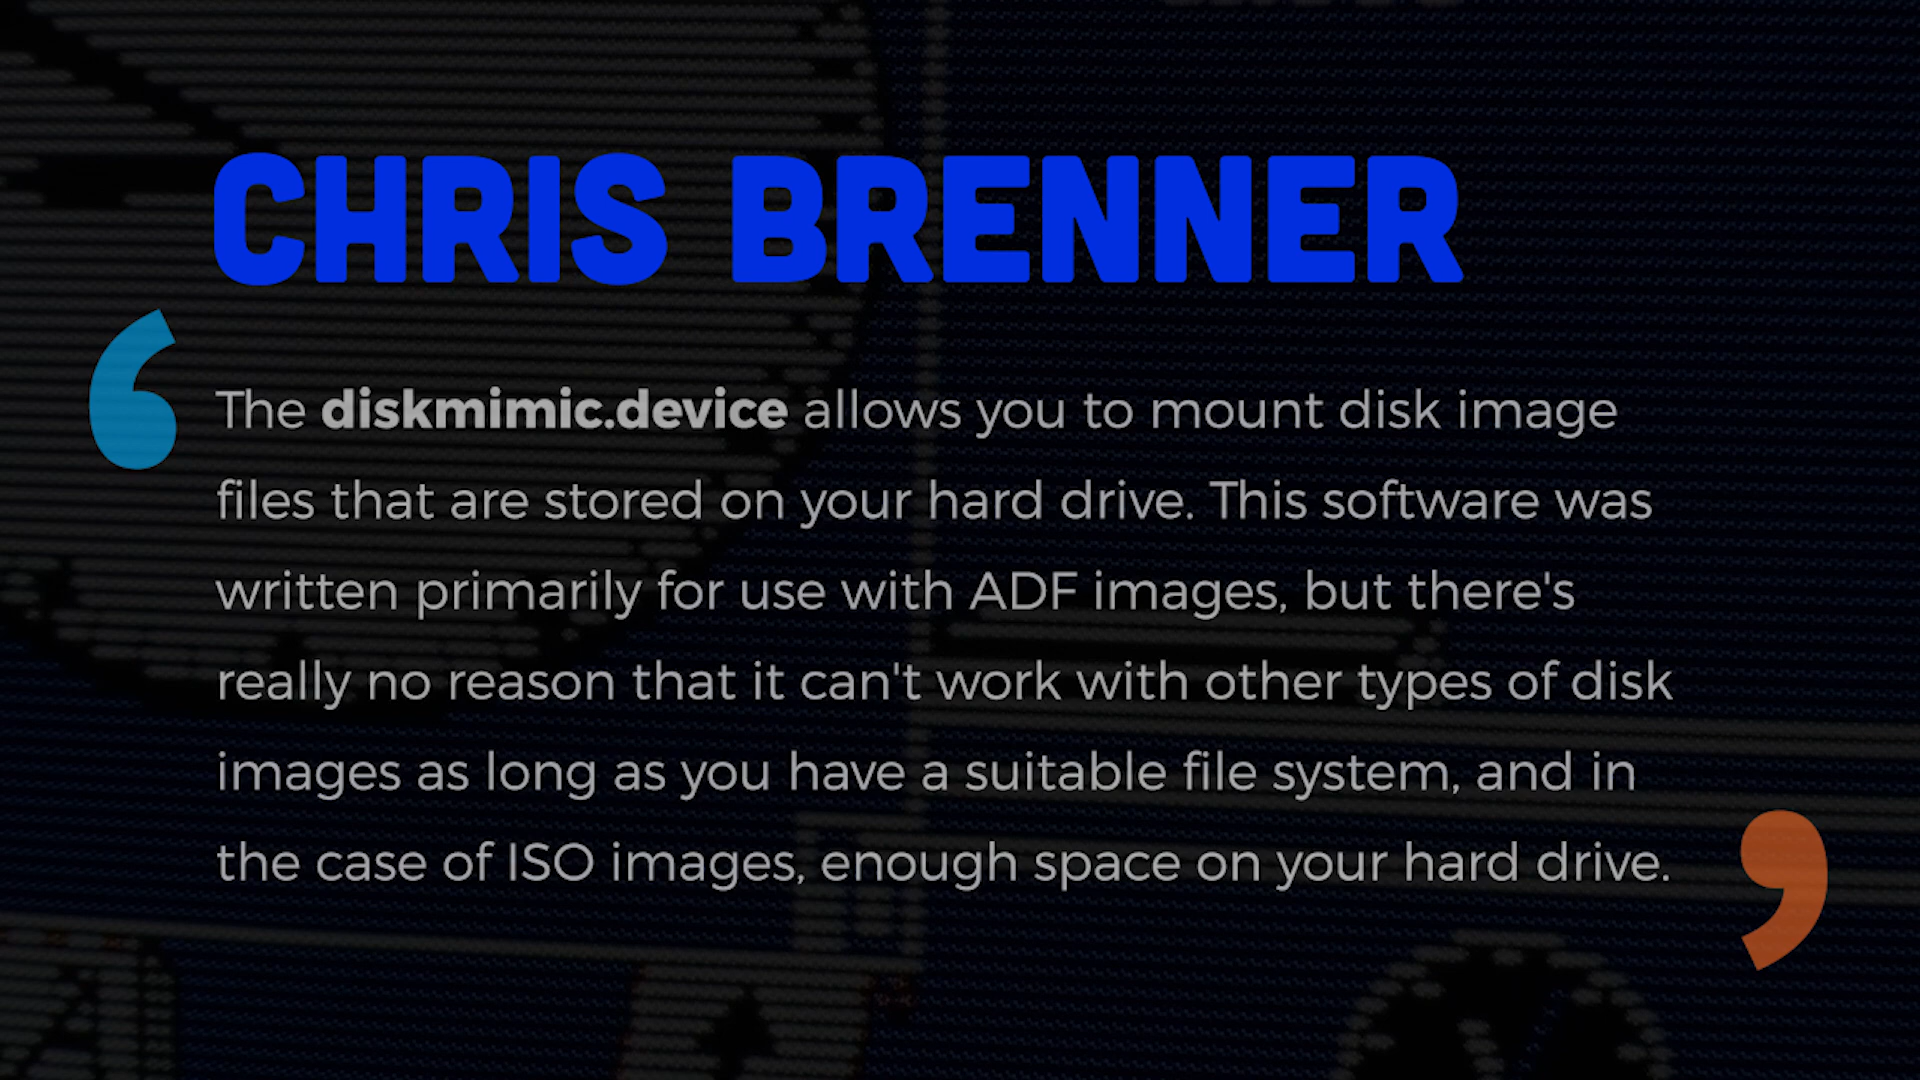 CHRIS BRENNER
‘
The diskmimic.device allows you to mount disk image
files that are stored on your hard drive. This software was
written primarily for use with ADF images, but there's
really no reason that it can't work with other types of disk
images as long as you have a suitable file system, and in
the case of ISO images, enough space on your hard drive.
’